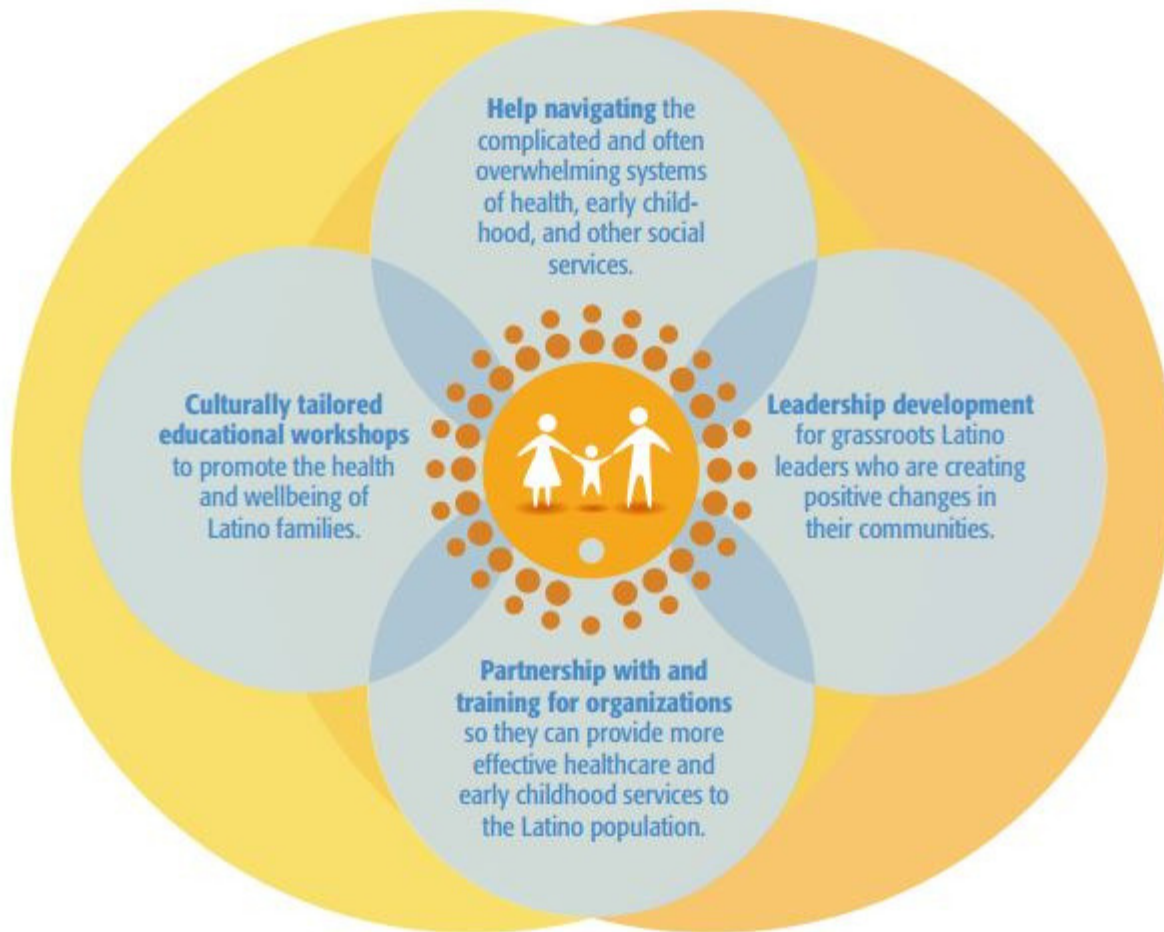 Help navigating the
complicated and often
overwhelming systems
of health, early child-
hood, and other social
services.
Culturally tailored
educational workshops
to promote the health
and wellbeing of
Latino families.
Leadership development
for grassroots Latino
leaders who are creating
positive changes in
their communities.
Partnership with and
training for organizations
so they can provide more
effective healthcare and
early childhood services to
the Latino population.